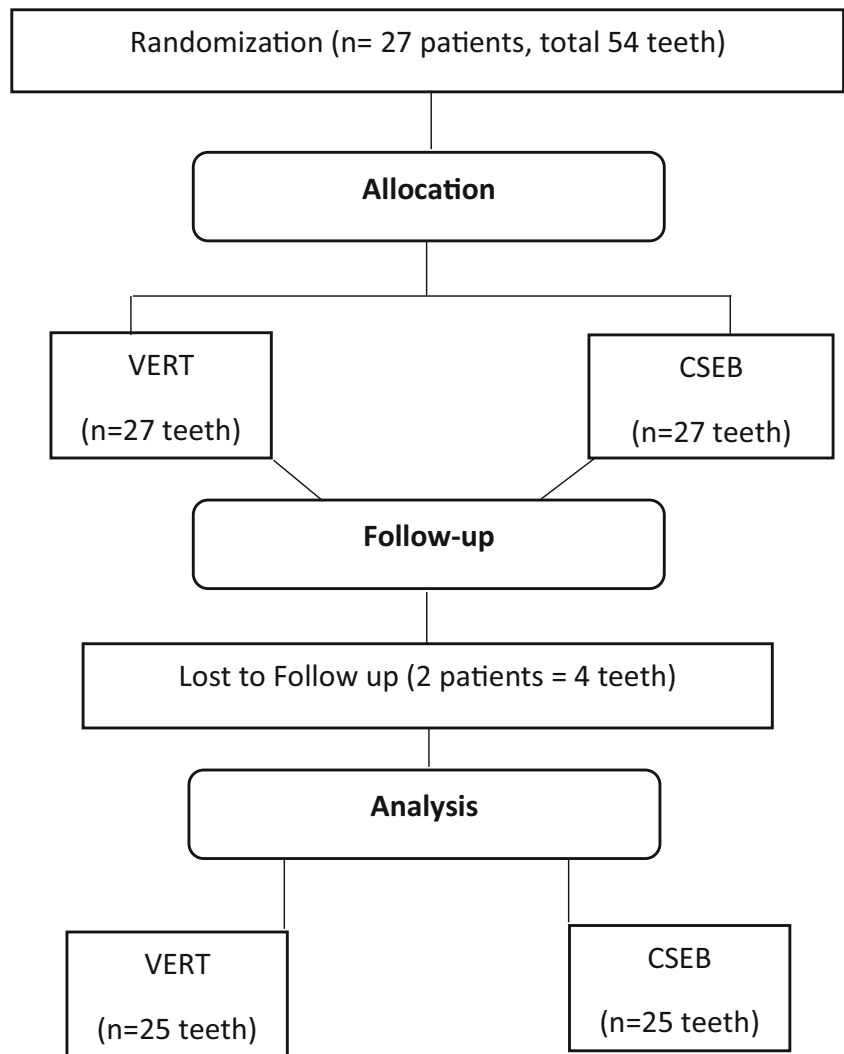 Randomization (n= 27 patients, total 54 teeth)
Allocation
VERT
(n=27 teeth)
CSEB
(n=27 teeth)
Follow-up
Lost to Follow up (2 patients = 4 teeth)
Analysis
VERT
(n=25 teeth)
CSEB
(n=25 teeth)